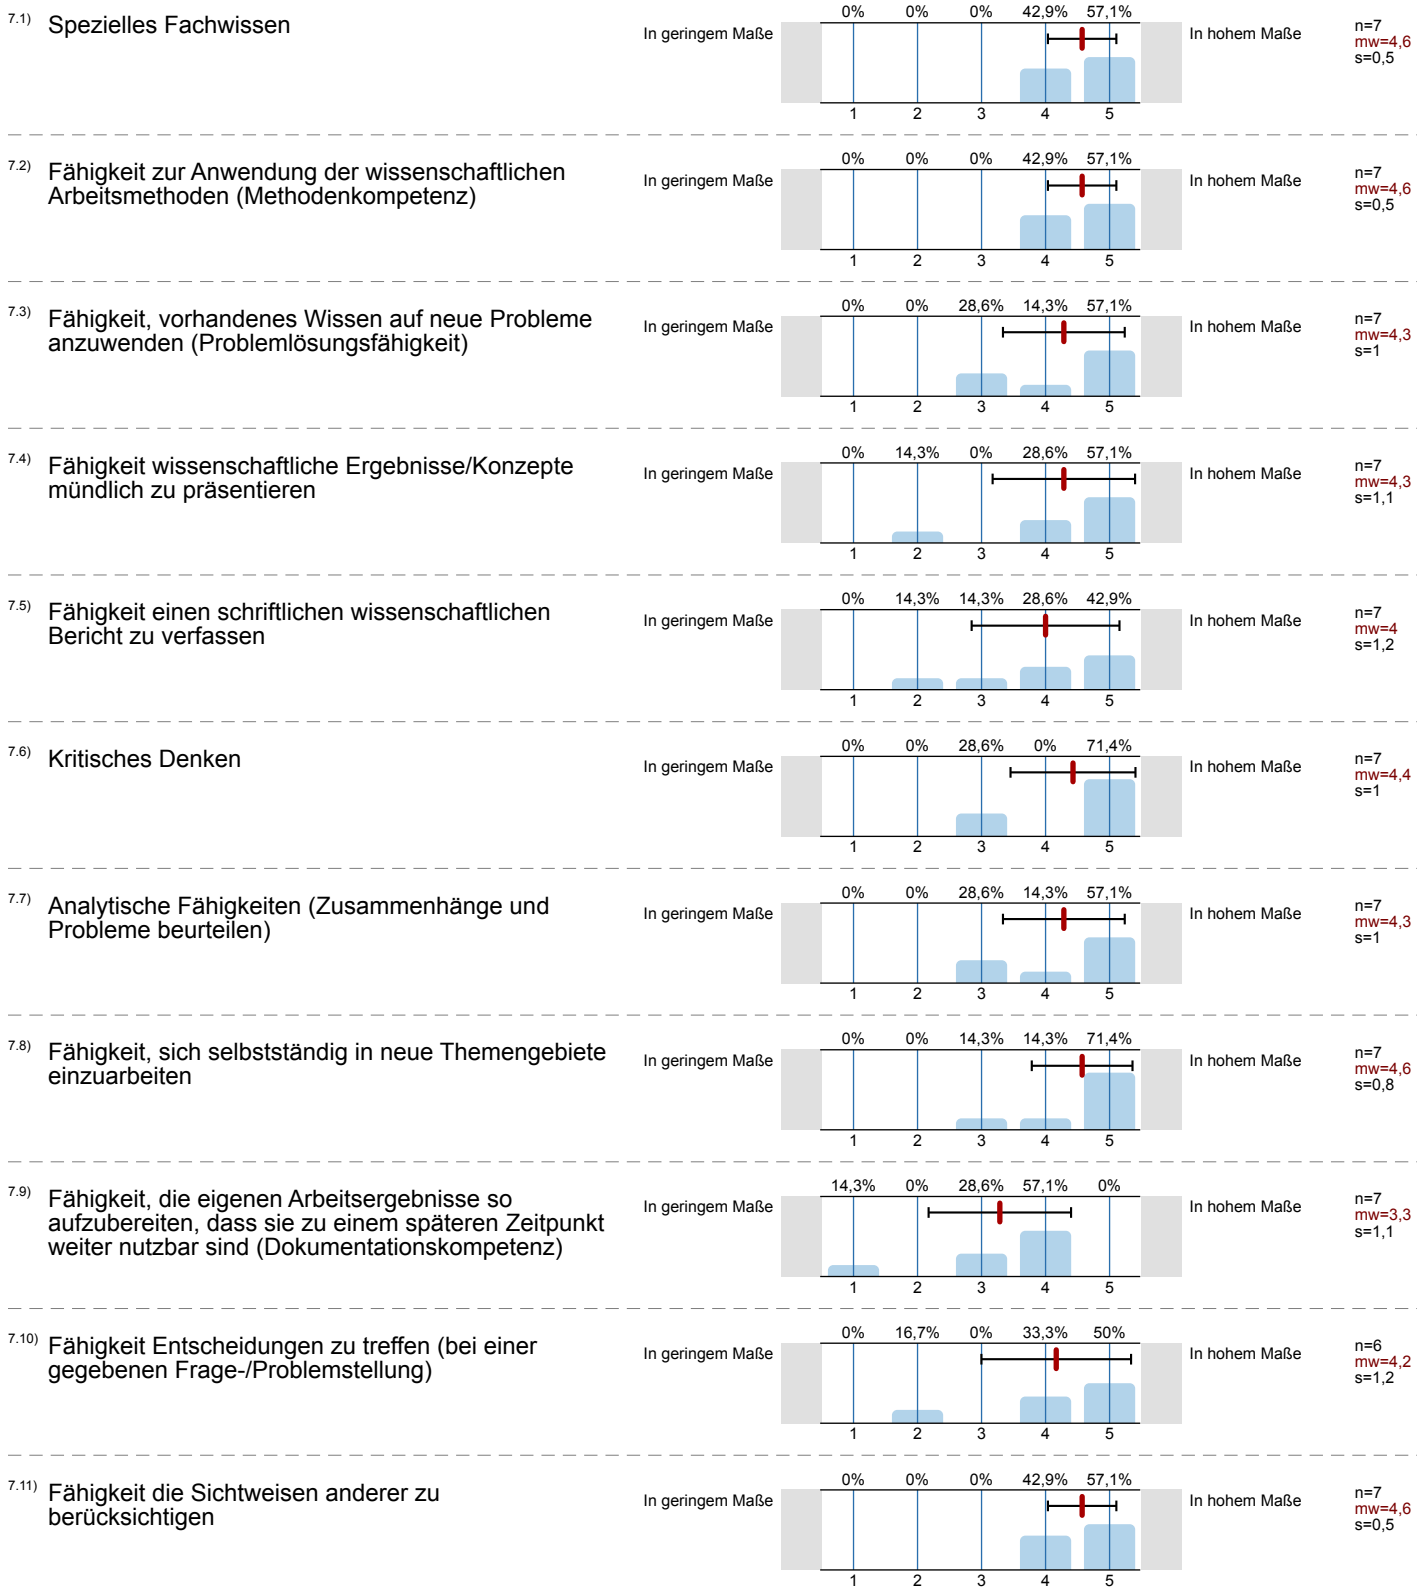 7.1) Spezielles Fachwissen
In geringem Maße
0% 0% 0% 42,9% 57,1%
1 2 3 4 5
In hohem Maße
n=7
mw=4,6
s=0,5
7.2) Fähigkeit zur Anwendung der wissenschaftlichen
Arbeitsmethoden (Methodenkompetenz)
In geringem Maße
0% 0% 0% 42,9% 57,1%
1 2 3 4 5
In hohem Maße
n=7
mw=4,6
s=0,5
7.3) Fähigkeit, vorhandenes Wissen auf neue Probleme
anzuwenden (Problemlösungsfähigkeit)
In geringem Maße
0% 0% 28,6% 14,3% 57,1%
1 2 3 4 5
In hohem Maße
n=7
mw=4,3
s=1
7.4) Fähigkeit wissenschaftliche Ergebnisse/Konzepte
mündlich zu präsentieren
In geringem Maße
0% 14,3% 0% 28,6% 57,1%
1 2 3 4 5
In hohem Maße
n=7
mw=4,3
s=1,1
7.5) Fähigkeit einen schriftlichen wissenschaftlichen
Bericht zu verfassen
In geringem Maße
0% 14,3% 14,3% 28,6% 42,9%
1 2 3 4 5
In hohem Maße
n=7
mw=4
s=1,2
7.6) Kritisches Denken
In geringem Maße
0% 0% 28,6% 0% 71,4%
1 2 3 4 5
In hohem Maße
n=7
mw=4,4
s=1
7.7) Analytische Fähigkeiten (Zusammenhänge und
Probleme beurteilen)
In geringem Maße
0% 0% 28,6% 14,3% 57,1%
1 2 3 4 5
In hohem Maße
n=7
mw=4,3
s=1
7.8) Fähigkeit, sich selbstständig in neue Themengebiete
einzuarbeiten
In geringem Maße
0% 0% 14,3% 14,3% 71,4%
1 2 3 4 5
In hohem Maße
n=7
mw=4,6
s=0,8
7.9) Fähigkeit, die eigenen Arbeitsergebnisse so
aufzubereiten, dass sie zu einem späteren Zeitpunkt
weiter nutzbar sind (Dokumentationskompetenz)
In geringem Maße
14,3% 0% 28,6% 57,1% 0%
1 2 3 4 5
In hohem Maße
n=7
mw=3,3
s=1,1
7.10) Fähigkeit Entscheidungen zu treffen (bei einer
gegebenen Frage-/Problemstellung)
In geringem Maße
0% 16,7% 0% 33,3% 50%
1 2 3 4 5
In hohem Maße
n=6
mw=4,2
s=1,2
7.11) Fähigkeit die Sichtweisen anderer zu
berücksichtigen
In geringem Maße
0% 0% 0% 42,9% 57,1%
1 2 3 4 5
In hohem Maße
n=7
mw=4,6
s=0,5